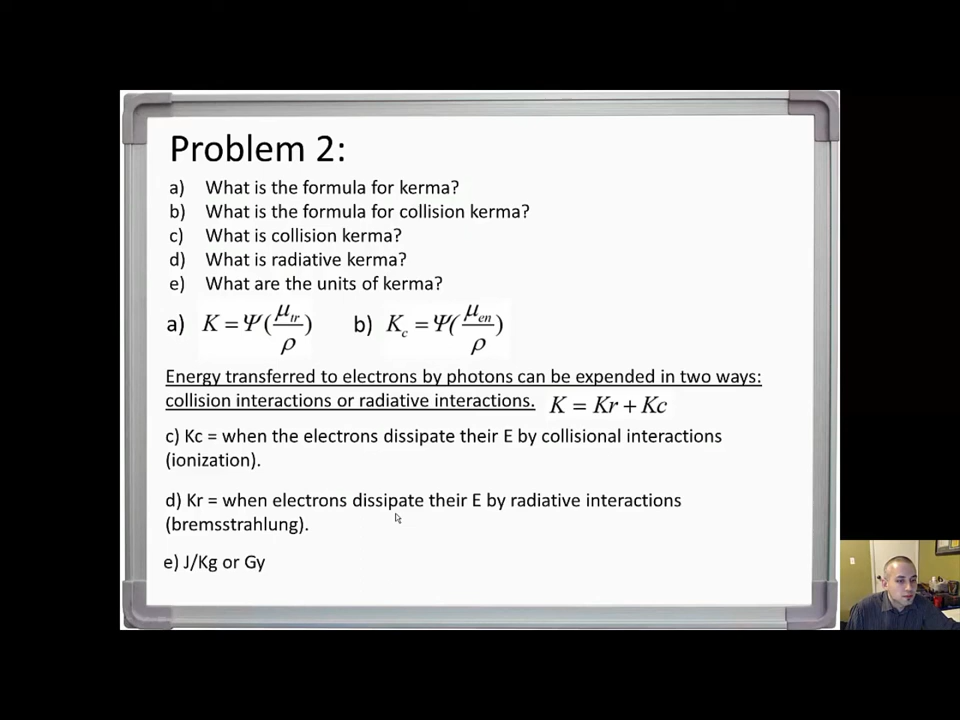 Problem 2:
a) What is the formula for kerma?
b) What is the formula for collision kerma?
c) What is collision kerma?
d) What is radiative kerma?
e) What are the units of kerma?
a) K = Ψ(μtr/ρ) b) Kc = Ψ(μen/ρ)
Energy transferred to electrons by photons can be expended in two ways:
collision interactions or radiative interactions. K = Kr + Kc
c) Kc = when the electrons dissipate their E by collisional interactions
(ionization).
d) Kr = when electrons dissipate their E by radiative interactions
(bremsstrahlung).
e) J/Kg or Gy